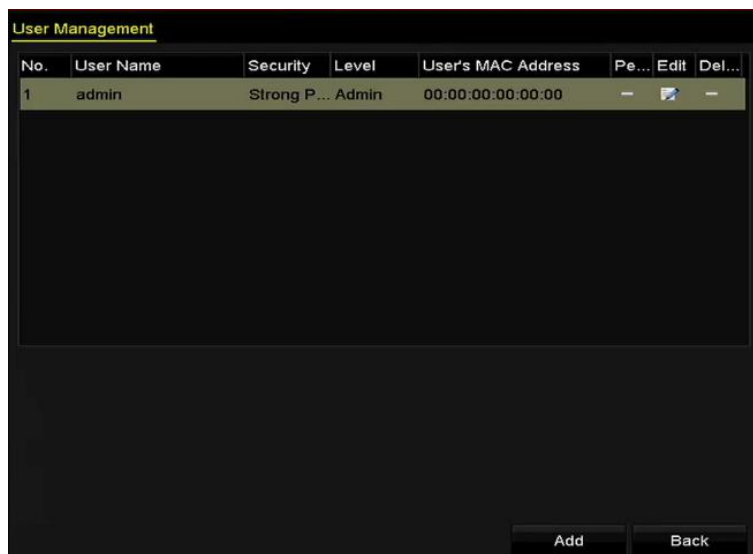 User Management
No. User Name Security Level User's MAC Address Pe... Edit Del...
1 admin Strong P... Admin 00:00:00:00:00:00 — —
Add Back